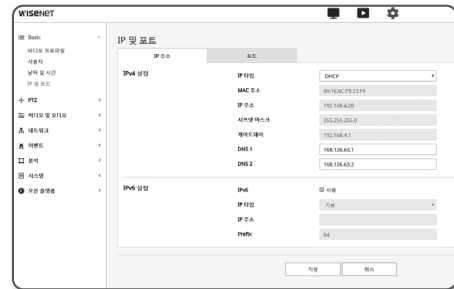 WISENET
Basic
비디오 프로파일
사용자
날짜 및 시간
IP 및 포트
PTZ
비디오 및 오디오
네트워크
이벤트
분석
시스템
오픈 플랫폼
IP 및 포트
IP 주소
포트
IPv4 설정
IP 타입
DHCP
MAC 주소
00:16:6C:F9:23:F9
IP 주소
192.168.4.20
서브넷 마스크
255.255.255.0
게이트웨이
192.168.4.1
DNS 1
168.126.63.1
DNS 2
168.126.63.2
IPv6 설정
IPv6
사용
IP 타입
기본
IP 주소
Prefix
64
적용
취소